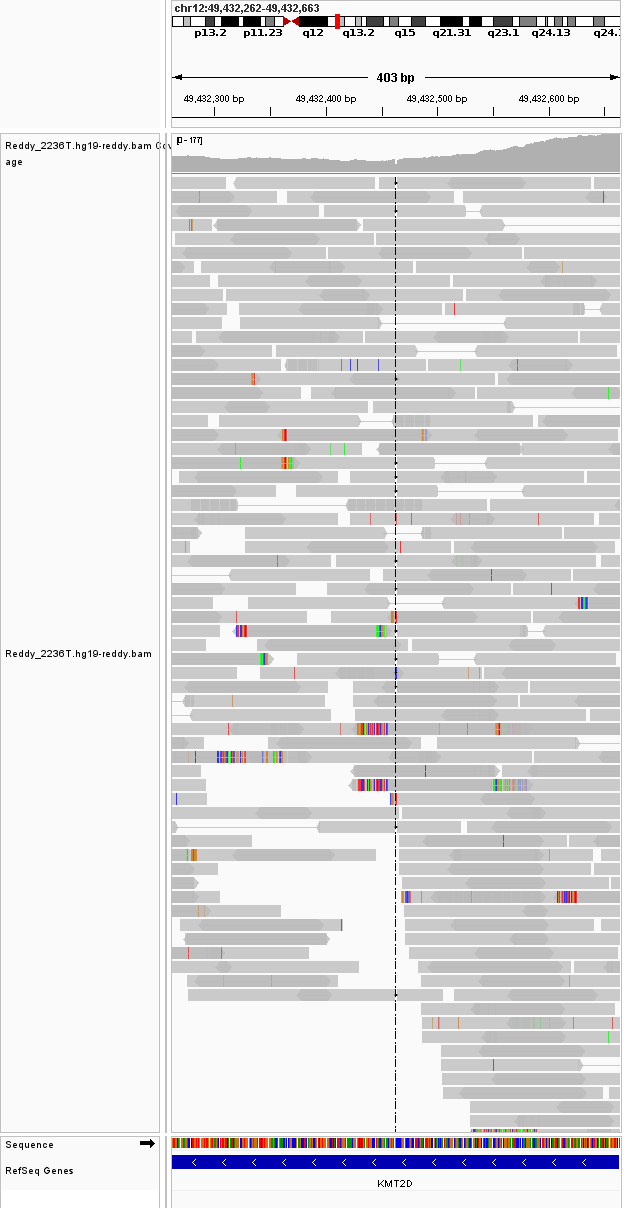 chr12:49,432,262-49,432,663
p13.2 p11.23 q12 q13.2 q15 q21.31 q23.1 q24.13
403 bp
49,432,300 bp 49,432,400 bp 49,432,500 bp 49,432,600 bp
Reddy_2236T.hg19-reddy.bam Cov
age
[0 - 177]
Reddy_2236T.hg19-reddy.bam
Sequence
RefSeq Genes
KMT2D